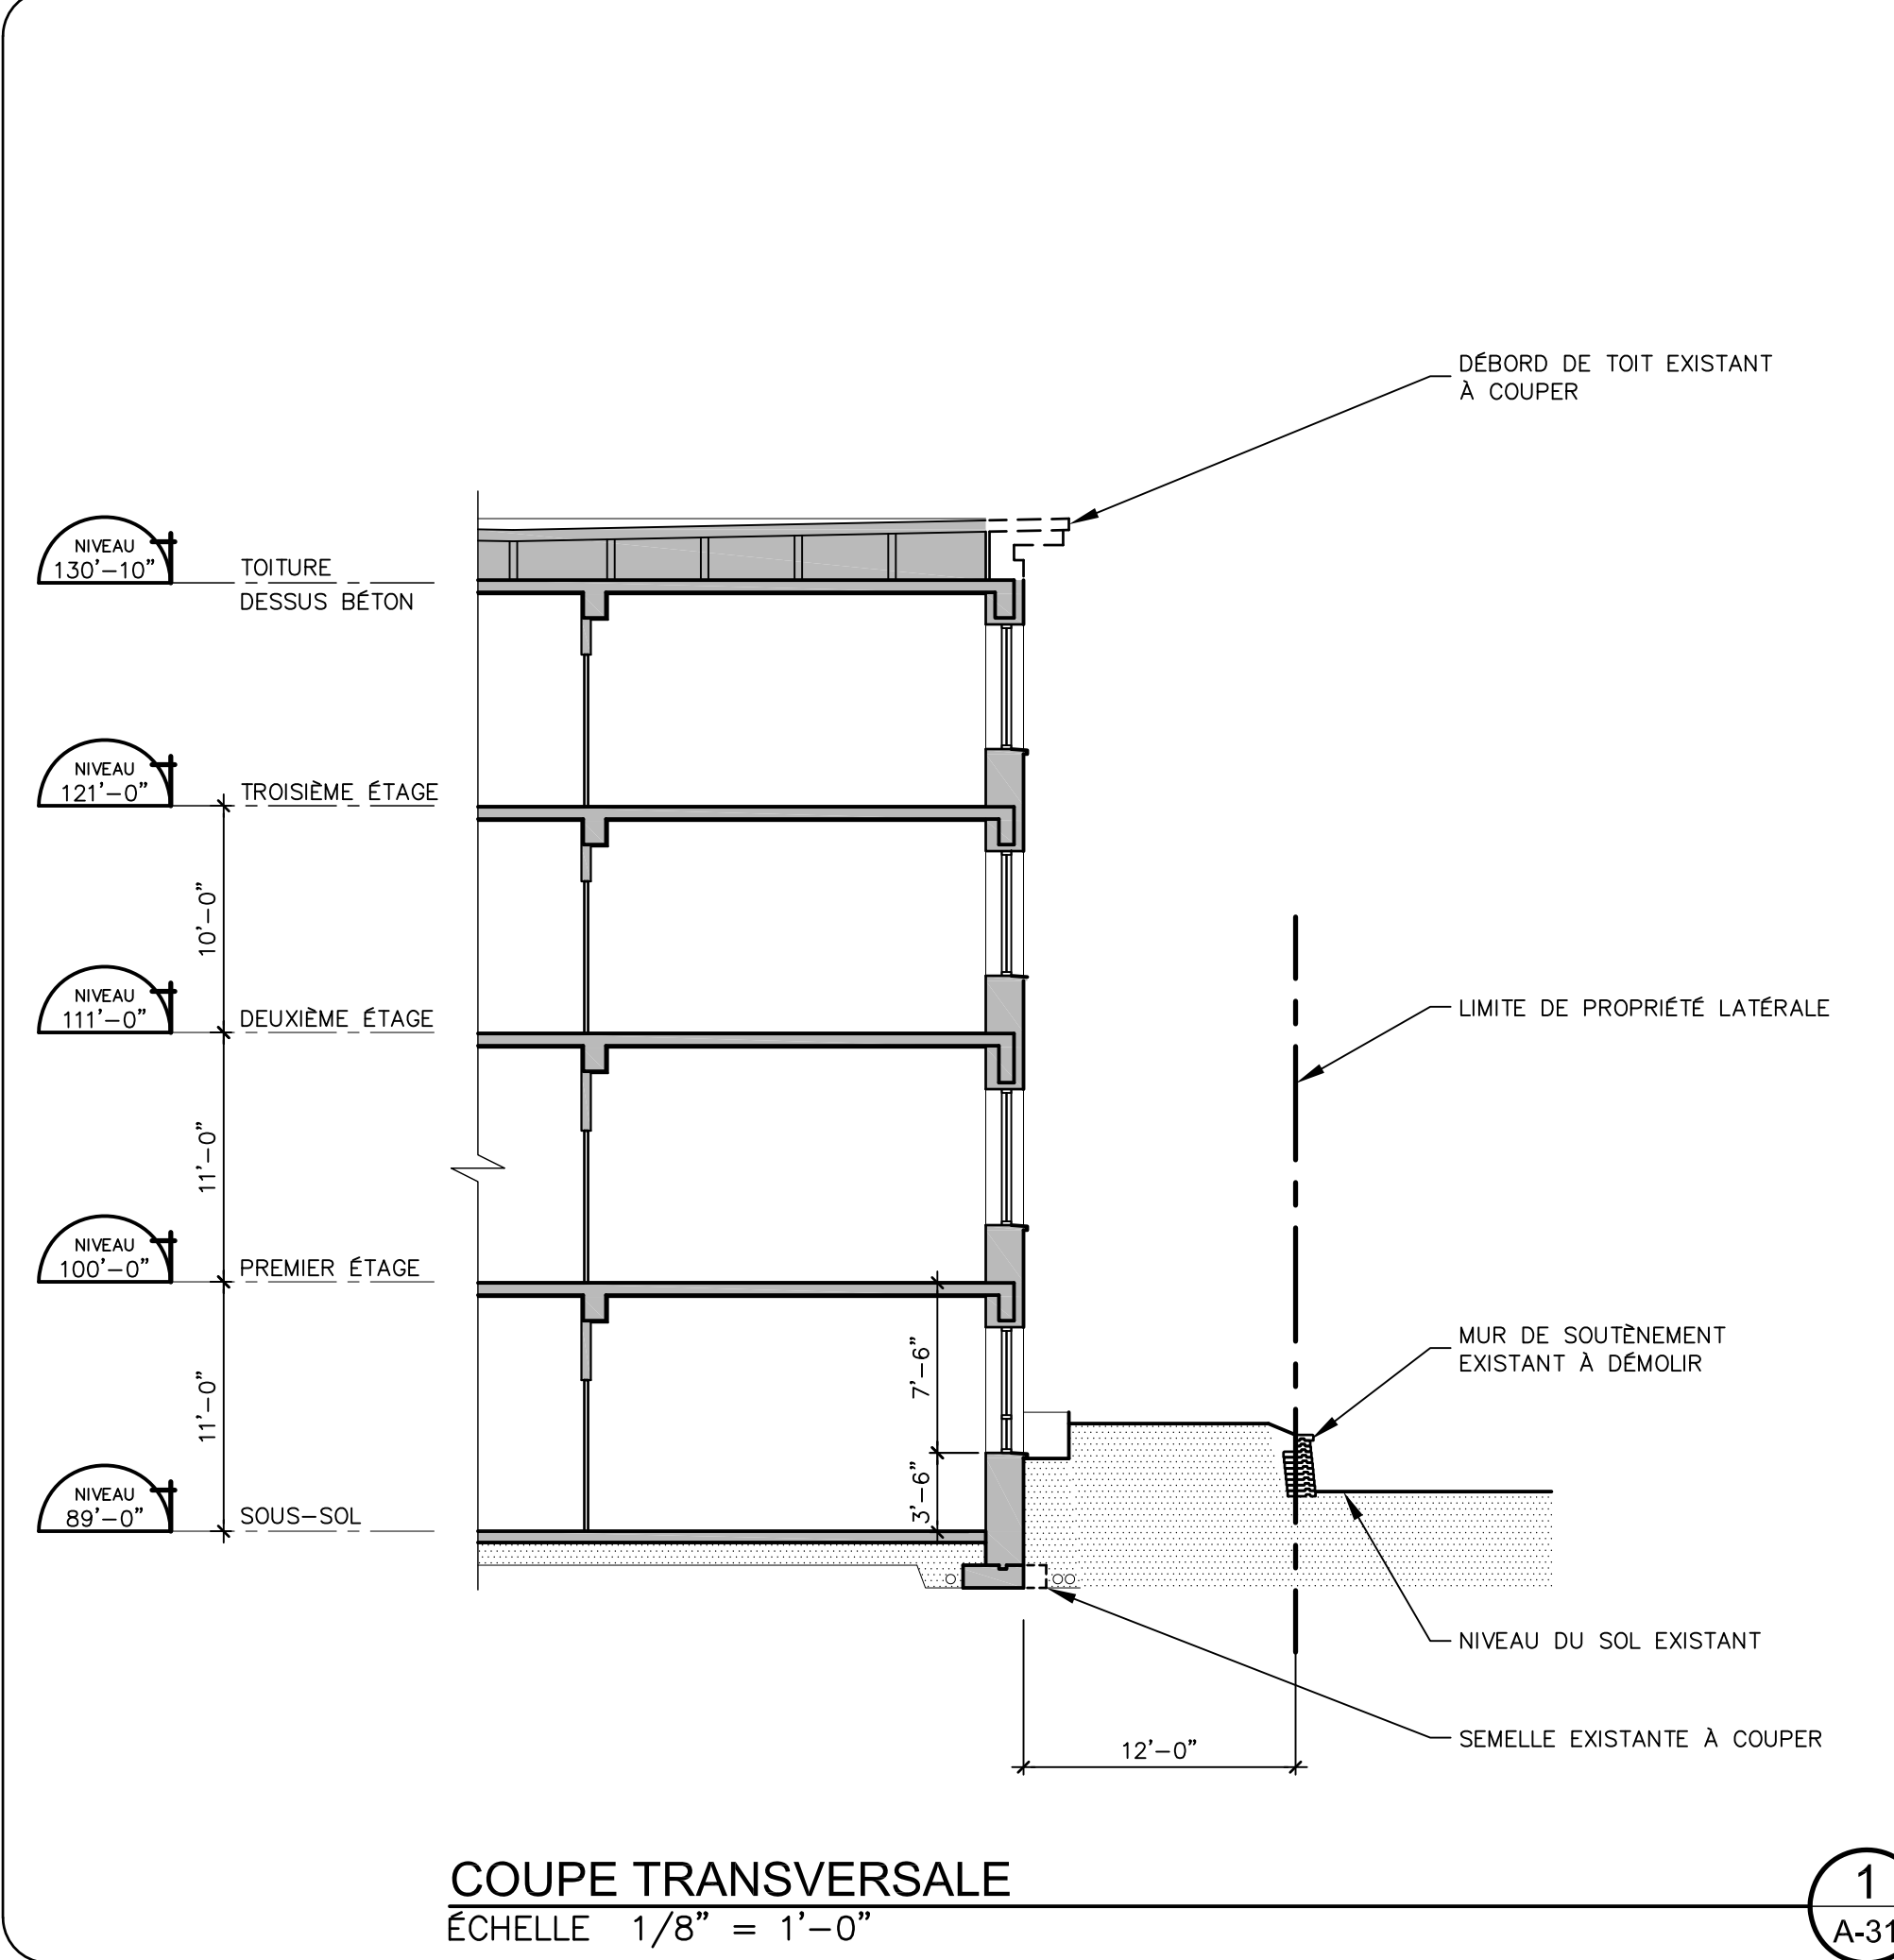 DÉBORD DE TOIT EXISTANT
À COUPER
NIVEAU
130'-10"
TOITURE
DESSUS BÉTON
NIVEAU
121'-0"
TROISIÈME ÉTAGE
10'-0"
NIVEAU
111'-0"
DEUXIÈME ÉTAGE
LIMITE DE PROPRIÉTÉ LATÉRALE
11'-0"
NIVEAU
100'-0"
PREMIER ÉTAGE
MUR DE SOUTÈNEMENT
EXISTANT À DÉMOLIR
7'-6"
11'-0"
3'-6"
NIVEAU
89'-0"
SOUS-SOL
NIVEAU DU SOL EXISTANT
SEMELLE EXISTANTE À COUPER
12'-0"
COUPE TRANSVERSALE
ÉCHELLE 1/8" = 1'-0"
1
A-31